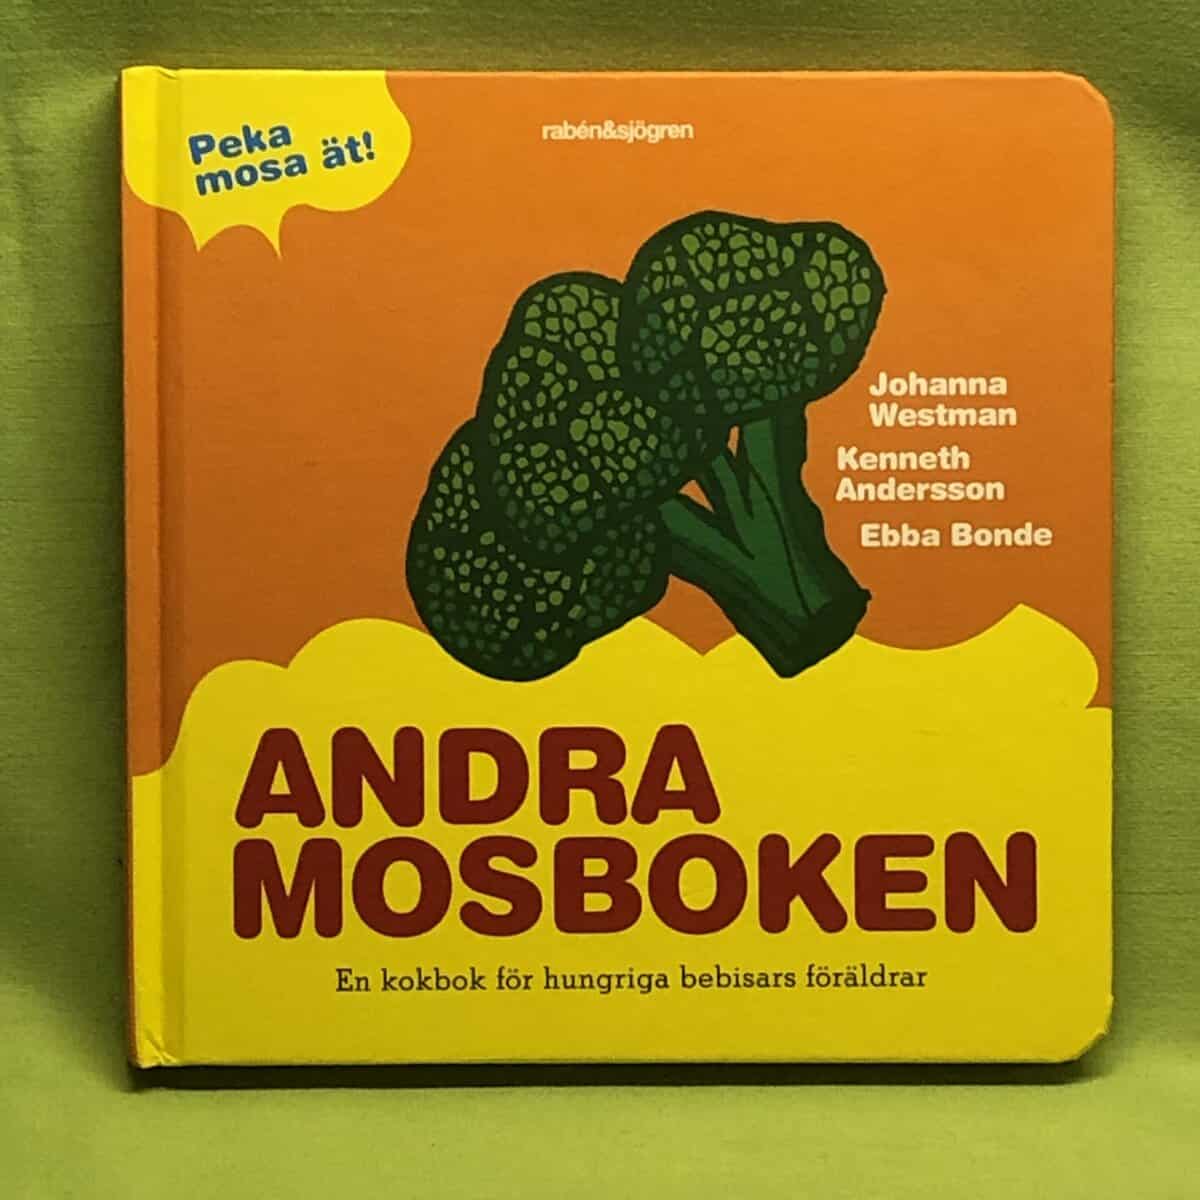 Peka
mosa ät!
rabén&sjögren
Johanna
Westman
Kenneth
Andersson
Ebba Bonde
ANDRA
MOSBOKEN
En kokbok för hungriga bebisars föräldrar